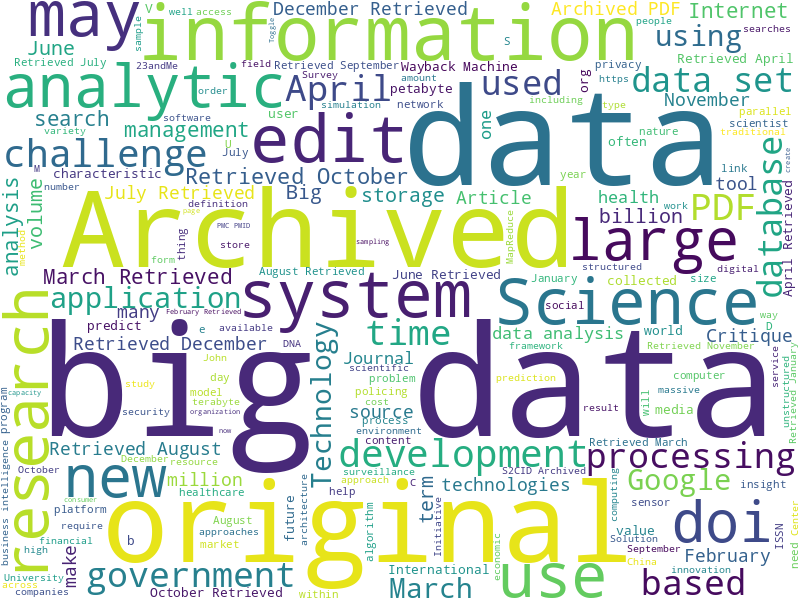 may
information
December Retrieved
Archived PDF
Internet
V
well
access
Toggle
sample
S
people
using
searches
June
Retrieved July
23andMe
Retrieved September
Wayback Machine
field
Survey
Retrieved April
privacy
https
org
data set
analytic
order
April
petabyte
amount
used
data
simulation
network
including
type
November
parallel
scientist
traditional
search
software
user
variety
management
U
edit
one
often
nature
challenge
M
July
year
link
database
create
characteristic
Retrieved October
number
July Retrieved
Big
storage
Article
health
tool
definition
page
billion
work
PDF
analysis
volume
method
Archived
PMC PMID
thing
store
sampling
MapReduce
large
form
April Retrieved
March Retrieved
August Retrieved
June Retrieved
January
structured
digital
collected
size
application
system
Science
many
February Retrieved
predict
e
available
time
social
way
D
data analysis
world
Critique
Retrieved December
DNA
framework
Retrieved November
big data
John
Journal
scientific
problem
prediction
computer
service
unstructured
Retrieved January
research
capacity
study
day
model
terabyte
policing
cost
source
massive
will
media
security
organization
result
process
environment
content
now
Technology
Retrieved August
development
Retrieved March
processing
business intelligence program
October
new
December
resource
million
surveillance
approach
S2CID Archived
Google
insight
healthcare
consumer
platform
require
original
help
c
term
technologies
computing
sensor
future
architecture
algorithm
Initiative
value
doi
ISSN
need
Center
August
approaches
market
b
financial
high
make
International
economic
Solution
September
February
University
across
companies
government
within
March
use
China
innovation
based
October Retrieved